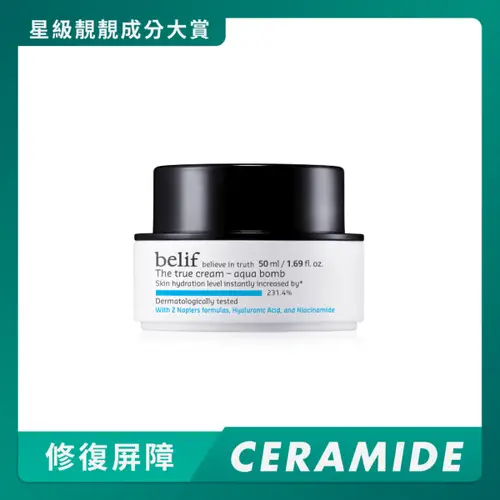 星級靚靚成分大賞
belif believe in truth 50 ml / 1.69 fl. oz.
The true cream – aqua bomb
Skin hydration level instantly increased by*
231.4%
Dermatologically tested
With 2 Napiers formulas, Hyaluronic Acid, and Niacinamide
修復屏障
CERAMIDE